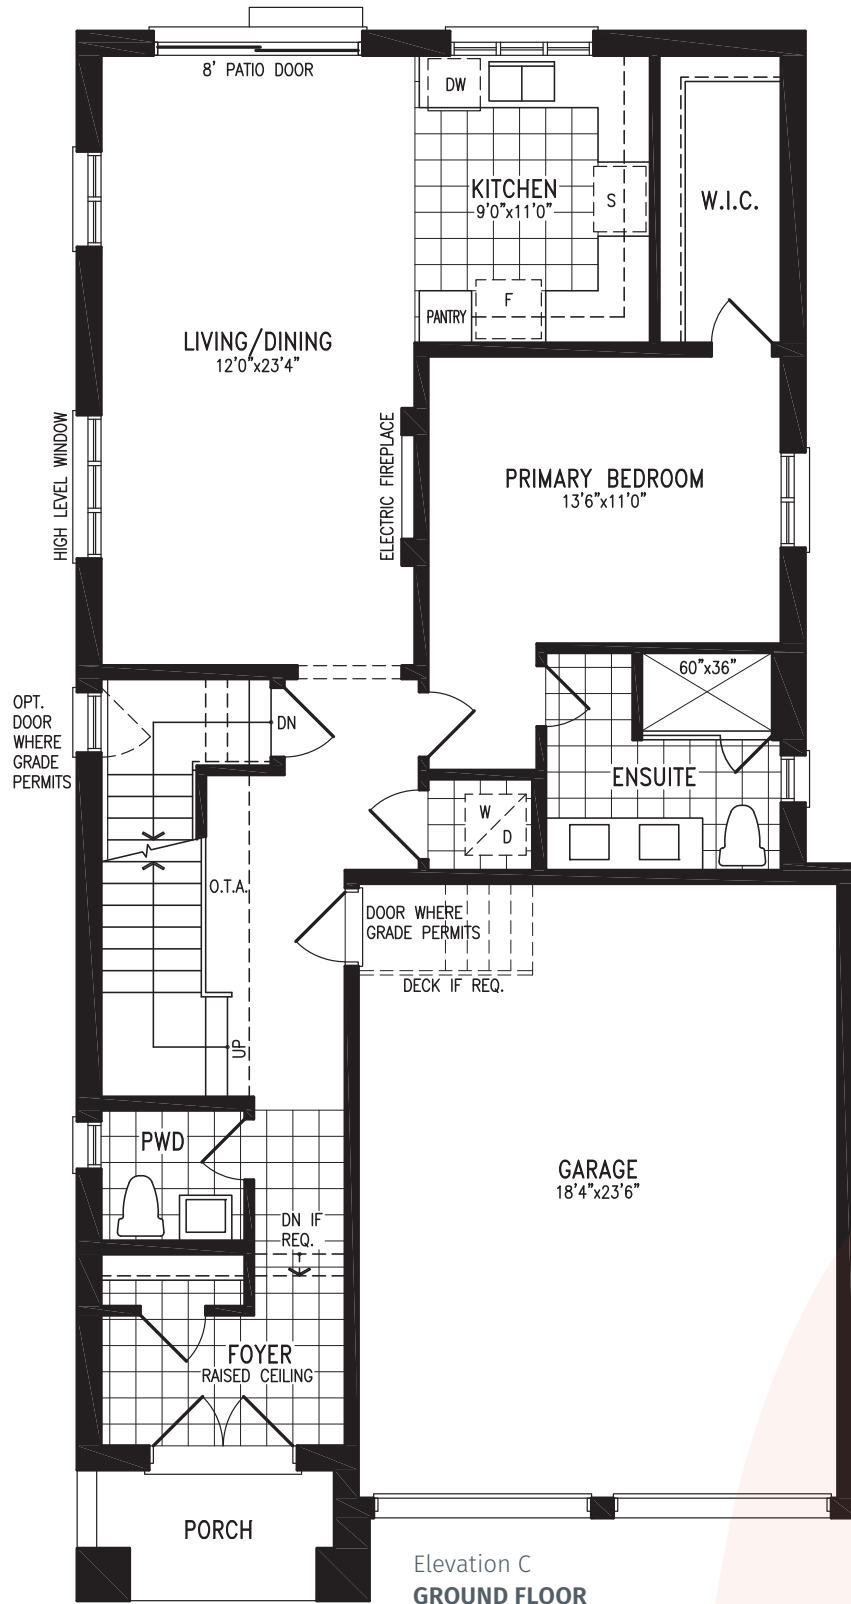 8' PATIO DOOR
DW
KITCHEN
9'0"x11'0"
S
W.I.C.
F
PANTRY
LIVING/DINING
12'0"x23'4"
HIGH LEVEL WINDOW
ELECTRIC FIREPLACE
PRIMARY BEDROOM
13'6"x11'0"
60"x36"
OPT.
DOOR
WHERE
GRADE
PERMITS
DN
ENSUITE
W
D
O.T.A.
DOOR WHERE
GRADE PERMITS
DECK IF REQ.
UP
PWD
GARAGE
18'4"x23'6"
DN IF
REQ.
FOYER
RAISED CEILING
PORCH
Elevation C
GROUND FLOOR